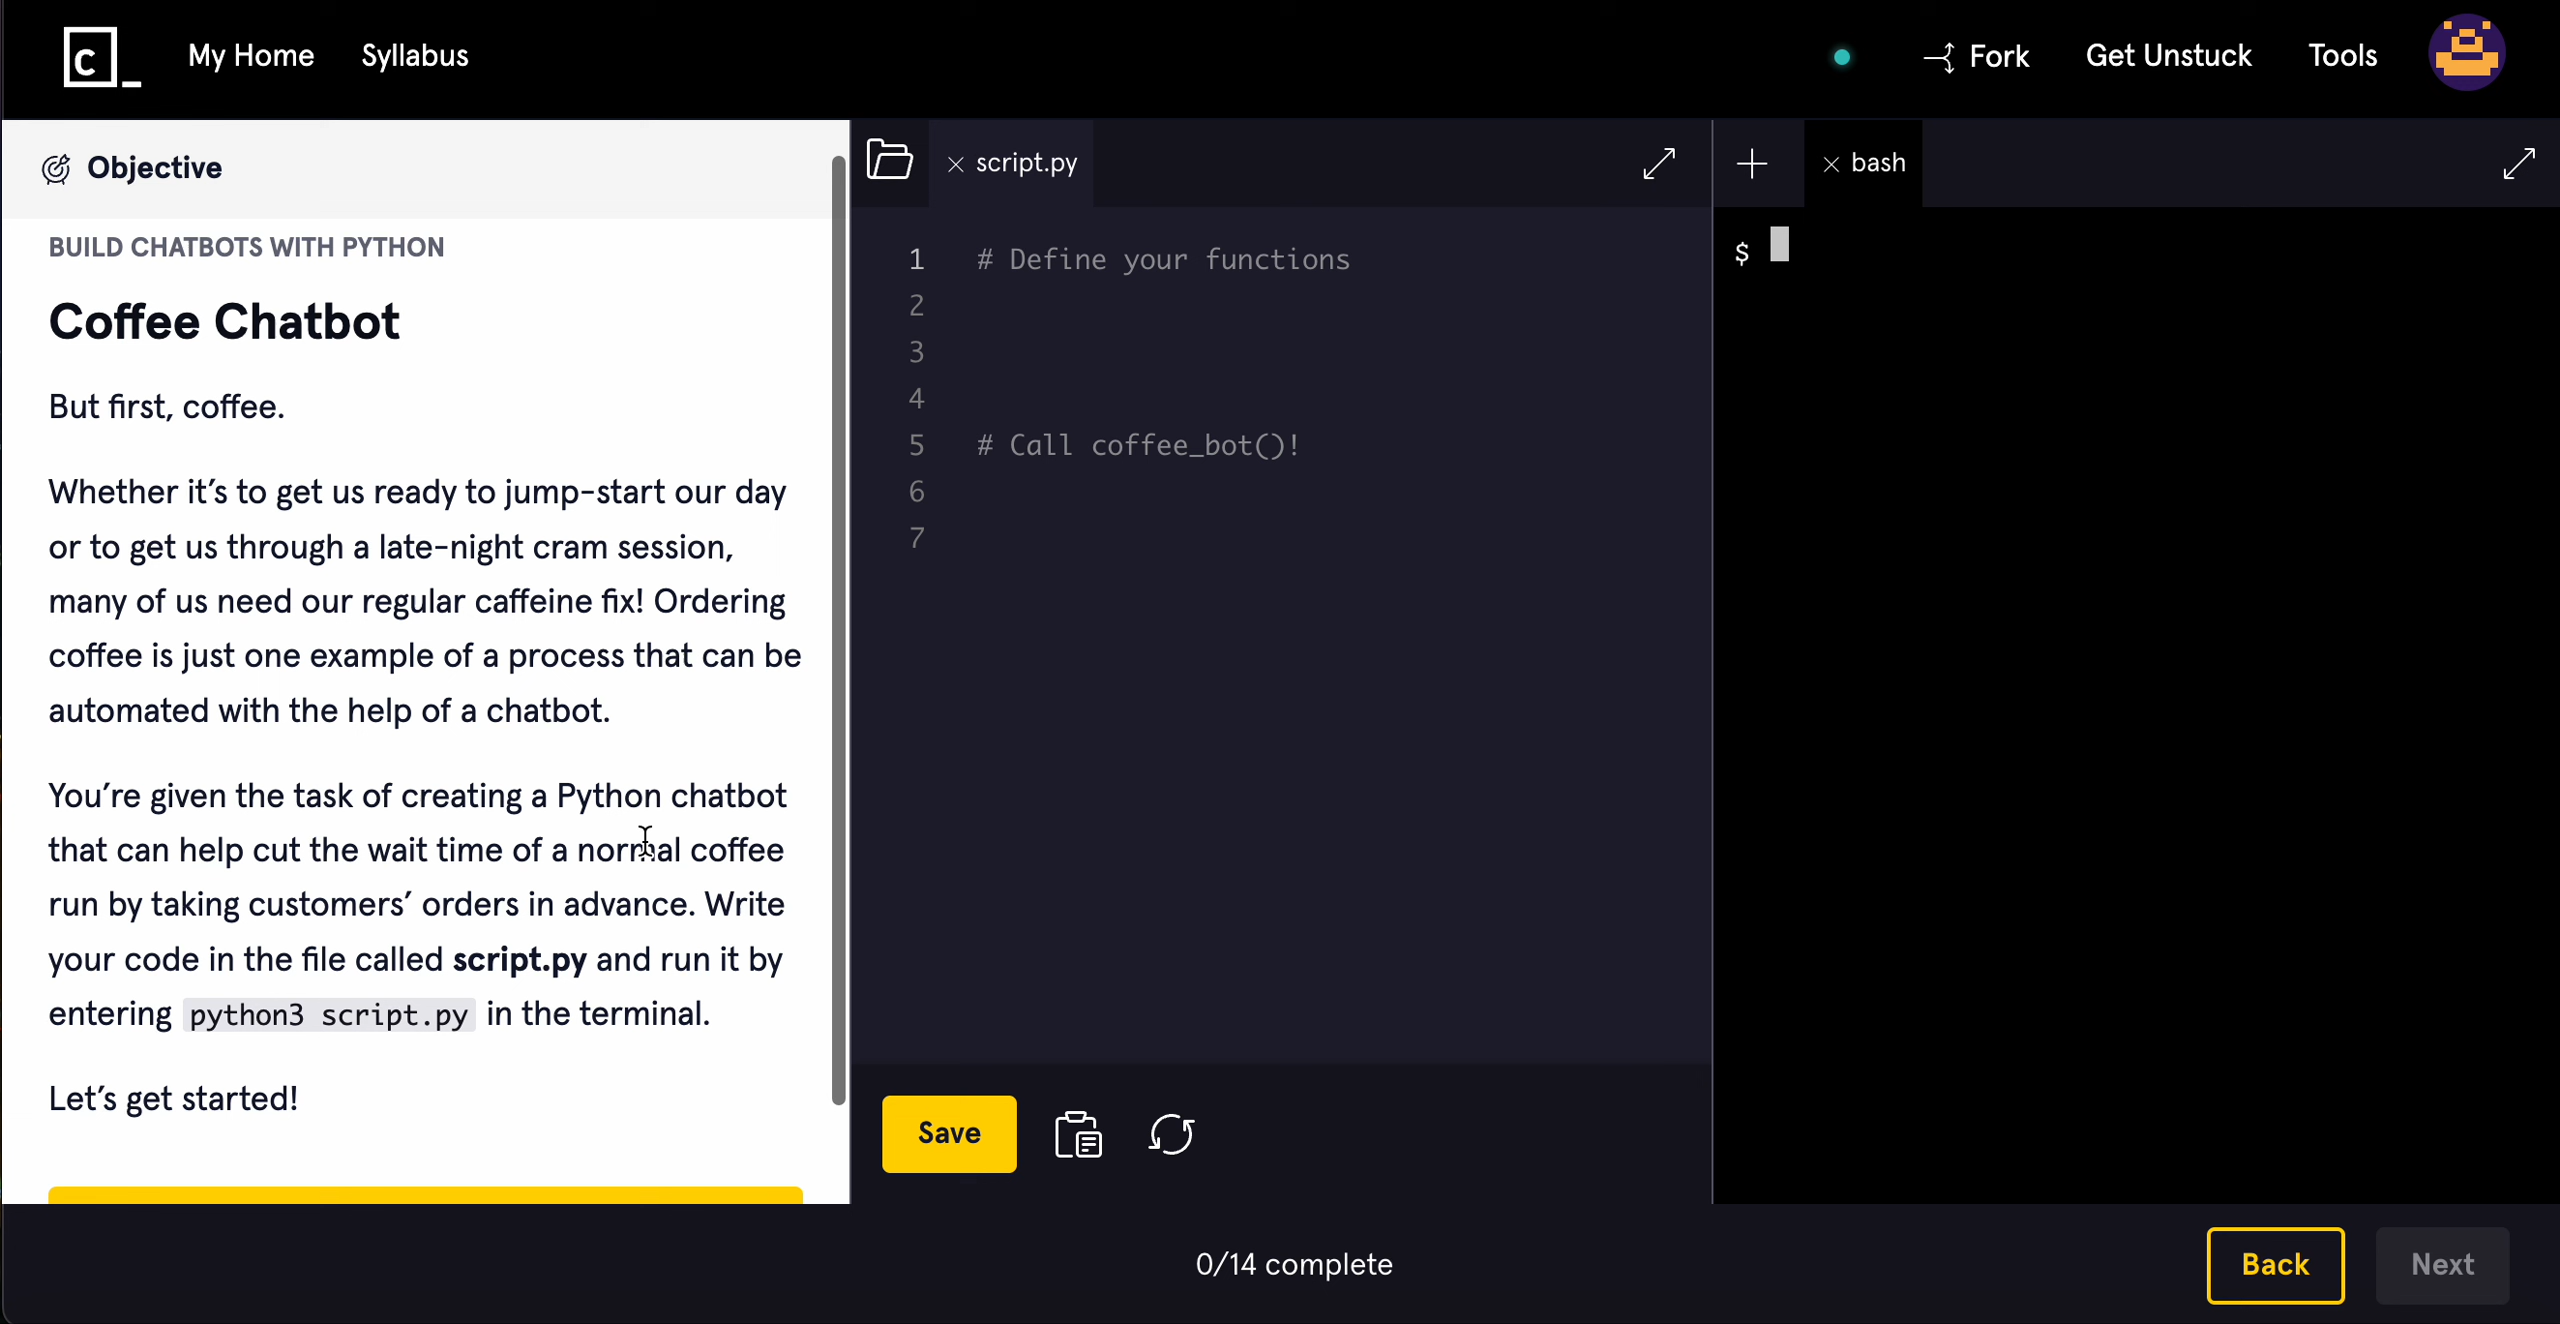 c_ My Home Syllabus Fork Get Unstuck Tools
Objective
BUILD CHATBOTS WITH PYTHON
Coffee Chatbot
But first, coffee.
Whether it’s to get us ready to jump-start our day
or to get us through a late-night cram session,
many of us need our regular caffeine fix! Ordering
coffee is just one example of a process that can be
automated with the help of a chatbot.
You’re given the task of creating a Python chatbot
that can help cut the wait time of a normal coffee
run by taking customers’ orders in advance. Write
your code in the file called script.py and run it by
entering python3 script.py in the terminal.
Let’s get started!
script.py
1 # Define your functions
2
3
4
5 # Call coffee_bot()!
6
7
Save
bash
$
0/14 complete
Back
Next